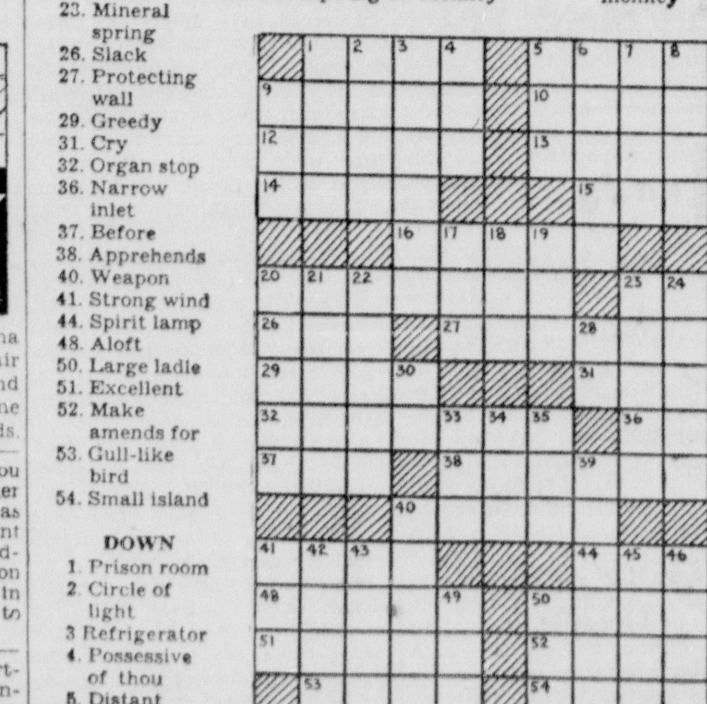 23. Mineral
spring
26. Slack
27. Protecting
wall
29. Greedy
31. Cry
32. Organ stop
36. Narrow
inlet
37. Before
38. Apprehends
40. Weapon
41. Strong wind
44. Spirit lamp
48. Aloft
50. Large ladle
51. Excellent
52. Make
amends for
53. Gull-like
bird
54. Small island
DOWN
1. Prison room
2. Circle of
light
3 Refrigerator
4. Possessive
of thou
5. Distant
1 2 3 4 5 6 7 8
9 10
12 13
14 15
16 17 18 19
20 21 22 23 24
26 27 28
29 30 31
32 33 34 35 36
37 38 39
40
41 42 43 44 45 46
48 49 50
51 52
53 54